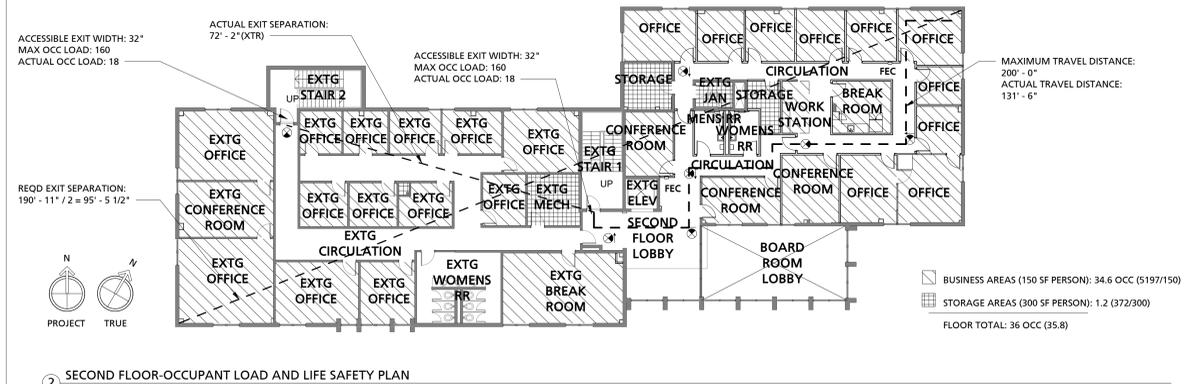 ACTUAL EXIT SEPARATION:
72' - 2"(XTR)
ACCESSIBLE EXIT WIDTH: 32"
MAX OCC LOAD: 160
ACTUAL OCC LOAD: 18
ACCESSIBLE EXIT WIDTH: 32"
MAX OCC LOAD: 160
ACTUAL OCC LOAD: 18
MAXIMUM TRAVEL DISTANCE:
200' - 0"
ACTUAL TRAVEL DISTANCE:
131' - 6"
REQD EXIT SEPARATION:
190' - 11" / 2 = 95' - 5 1/2"
OFFICE
OFFICE
OFFICE
OFFICE
OFFICE
OFFICE
STORAGE
CIRCULATION
FEC
EXTG
JAN
STORAGE
WORK
STATION
BREAK
ROOM
OFFICE
OFFICE
EXTG
STAIR 2
UP
EXTG
OFFICE
EXTG
OFFICE
EXTG
OFFICE
EXTG
OFFICE
EXTG
OFFICE
EXTG
OFFICE
EXTG
STAIR 1
UP
CONFERENCE
ROOM
MENS RR
WOMENS
RR
CIRCULATION
FEC
CONFERENCE
ROOM
CONFERENCE
ROOM
OFFICE
OFFICE
EXTG
CONFERENCE
ROOM
EXTG
OFFICE
EXTG
OFFICE
EXTG
OFFICE
EXTG
OFFICE
EXTG
MECH
EXTG
ELEV
SECOND
FLOOR
LOBBY
EXTG
CIRCULATION
EXTG
OFFICE
EXTG
OFFICE
EXTG
OFFICE
EXTG
WOMENS
RR
EXTG
BREAK
ROOM
BOARD
ROOM
LOBBY
N
PROJECT
N
TRUE
BUSINESS AREAS (150 SF PERSON): 34.6 OCC (5197/150)
STORAGE AREAS (300 SF PERSON): 1.2 (372/300)
FLOOR TOTAL: 36 OCC (35.8)
2 SECOND FLOOR-OCCUPANT LOAD AND LIFE SAFETY PLAN